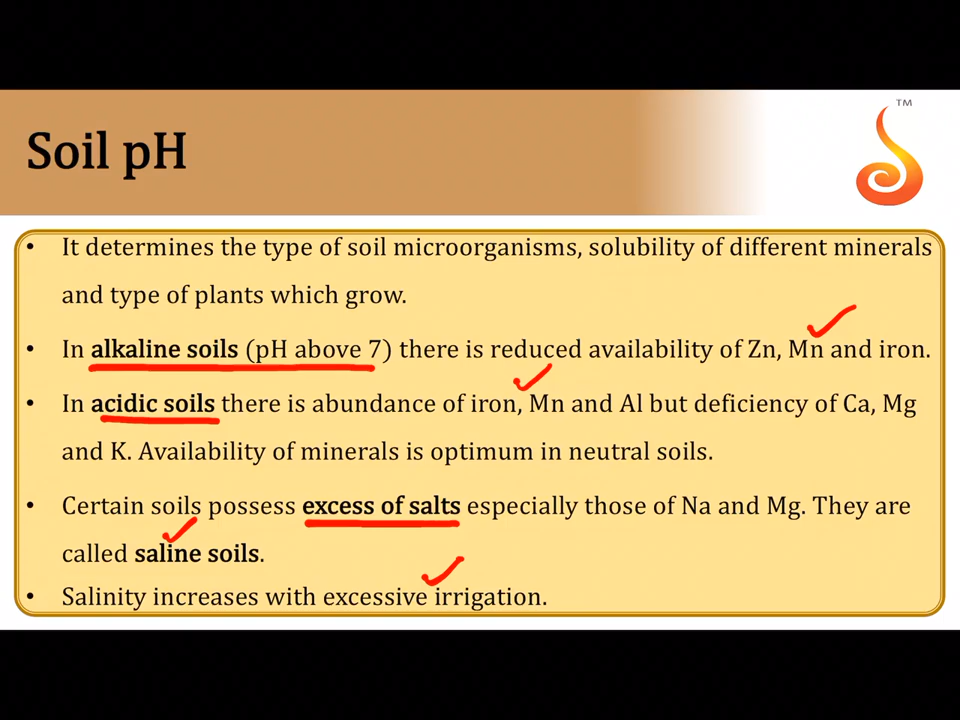 TM
Soil pH
• It determines the type of soil microorganisms, solubility of different minerals
and type of plants which grow.
• In alkaline soils (pH above 7) there is reduced availability of Zn, Mn and iron.
• In acidic soils there is abundance of iron, Mn and Al but deficiency of Ca, Mg
and K. Availability of minerals is optimum in neutral soils.
• Certain soils possess excess of salts especially those of Na and Mg. They are
called saline soils.
• Salinity increases with excessive irrigation.